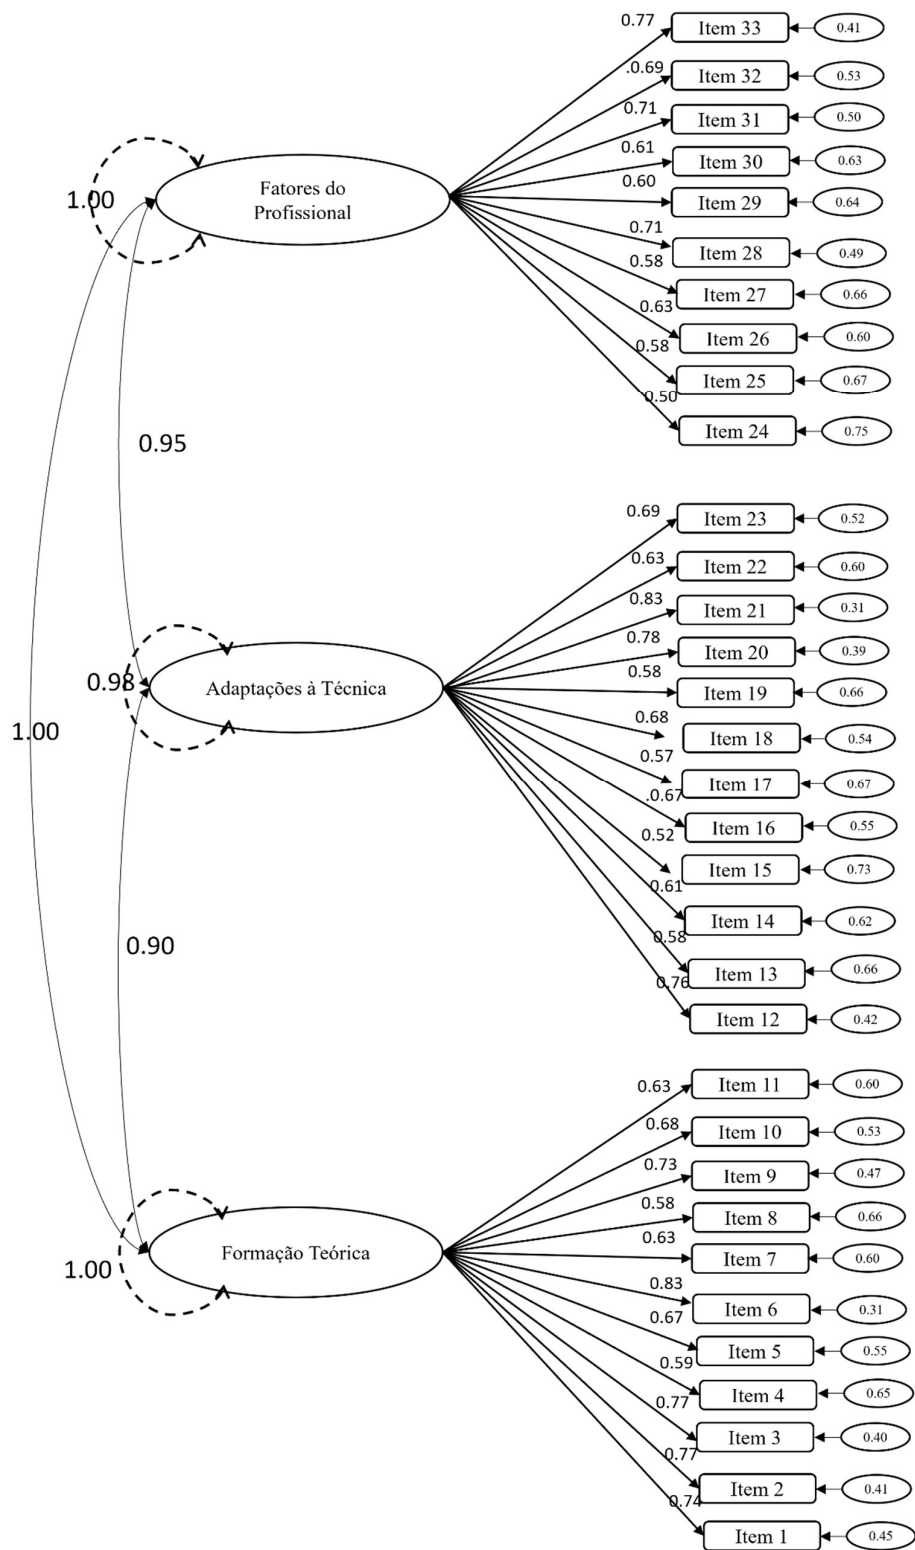 0.77
Item 33
0.41
.0.69
Item 32
0.53
0.71
Item 31
0.50
0.61
Item 30
0.63
0.60
Item 29
0.64
0.71
Item 28
0.49
0.58
Item 27
0.66
0.63
Item 26
0.60
0.58
Item 25
0.67
0.50
Item 24
0.75
1.00
Fatores do
Profissional
0.95
0.69
Item 23
0.52
0.63
Item 22
0.60
0.83
Item 21
0.31
0.78
Item 20
0.39
0.58
Item 19
0.66
0.68
Item 18
0.54
0.57
Item 17
0.67
.0.67
Item 16
0.55
0.52
Item 15
0.73
0.61
Item 14
0.62
0.58
Item 13
0.66
0.76
Item 12
0.42
0.98
Adaptações à Técnica
1.00
0.90
0.63
Item 11
0.60
0.68
Item 10
0.53
0.73
Item 9
0.47
0.58
Item 8
0.66
0.63
Item 7
0.60
0.83
Item 6
0.31
0.67
Item 5
0.55
0.59
Item 4
0.65
0.77
Item 3
0.40
0.77
Item 2
0.41
0.74
Item 1
0.45
1.00
Formação Teórica